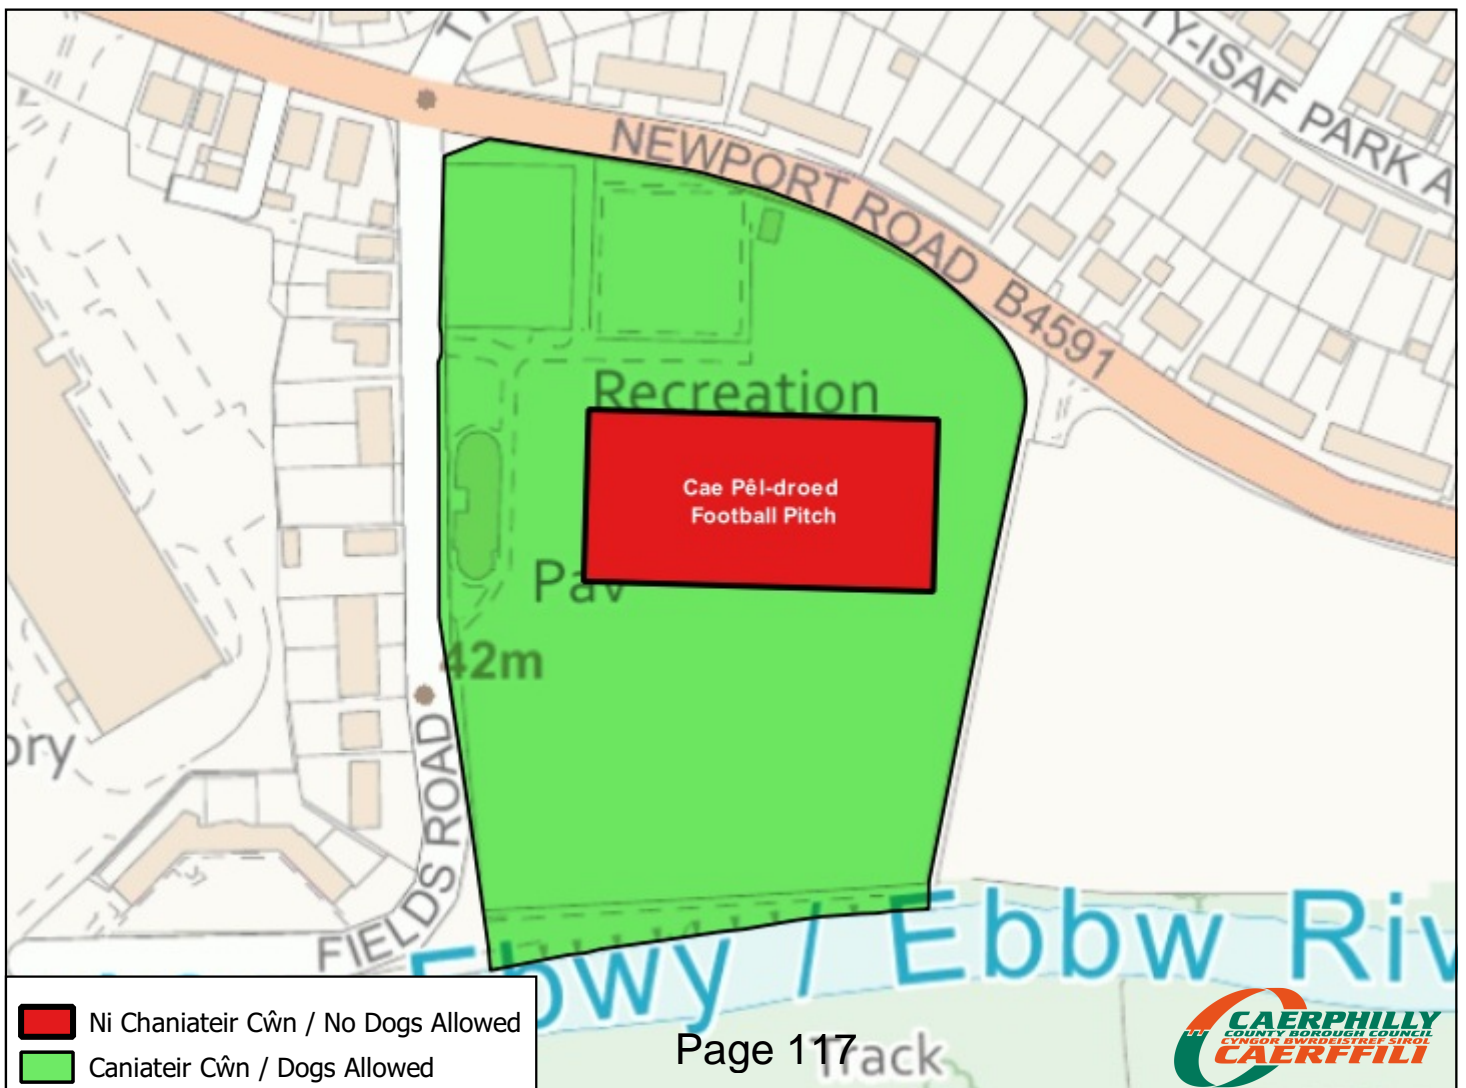 TY-ISAF PARK A
NEWPORT ROAD B4591
Recreation
Cae Pêl-droed
Football Pitch
Pav
42m
ory
FIELDS ROAD
Ebwy / Ebbw Riv
Ni Chaniateir Cŵn / No Dogs Allowed
Caniateir Cŵn / Dogs Allowed
Page 117
Track
CAERPHILLY
COUNTY BOROUGH COUNCIL
CYNGOR BWRDEISTREF SIROL
CAERFFILI